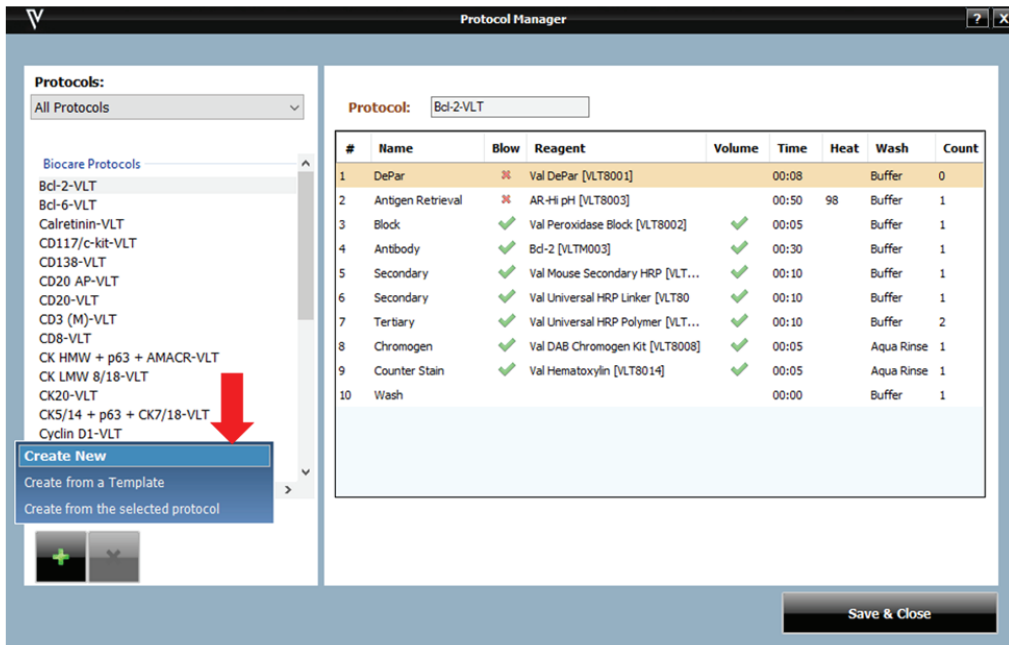 Protocol Manager
? X
Protocols:
All Protocols
Biocare Protocols
Bcl-2-VLT
Bcl-6-VLT
Calretinin-VLT
CD117/c-kit-VLT
CD138-VLT
CD20 AP-VLT
CD20-VLT
CD3 (M)-VLT
CD8-VLT
CK HMW + p63 + AMACR-VLT
CK LMW 8/18-VLT
CK20-VLT
CK5/14 + p63 + CK7/18-VLT
Cyclin D1-VLT
Create New
Create from a Template
Create from the selected protocol
Protocol: Bcl-2-VLT
# Name Blow Reagent Volume Time Heat Wash Count
1 DePar Val DePar [VLT8001] 00:08 Buffer 0
2 Antigen Retrieval AR-Hi pH [VLT8003] 00:50 98 Buffer 1
3 Block Val Peroxidase Block [VLT8002] 00:05 Buffer 1
4 Antibody Bcl-2 [VLTM003] 00:30 Buffer 1
5 Secondary Val Mouse Secondary HRP [VLT... 00:10 Buffer 1
6 Secondary Val Universal HRP Linker [VLT80 00:10 Buffer 1
7 Tertiary Val Universal HRP Polymer [VLT... 00:10 Buffer 2
8 Chromogen Val DAB Chromogen Kit [VLT8008] 00:05 Aqua Rinse 1
9 Counter Stain Val Hematoxylin [VLT8014] 00:05 Aqua Rinse 1
10 Wash 00:00 Buffer 1
Save & Close